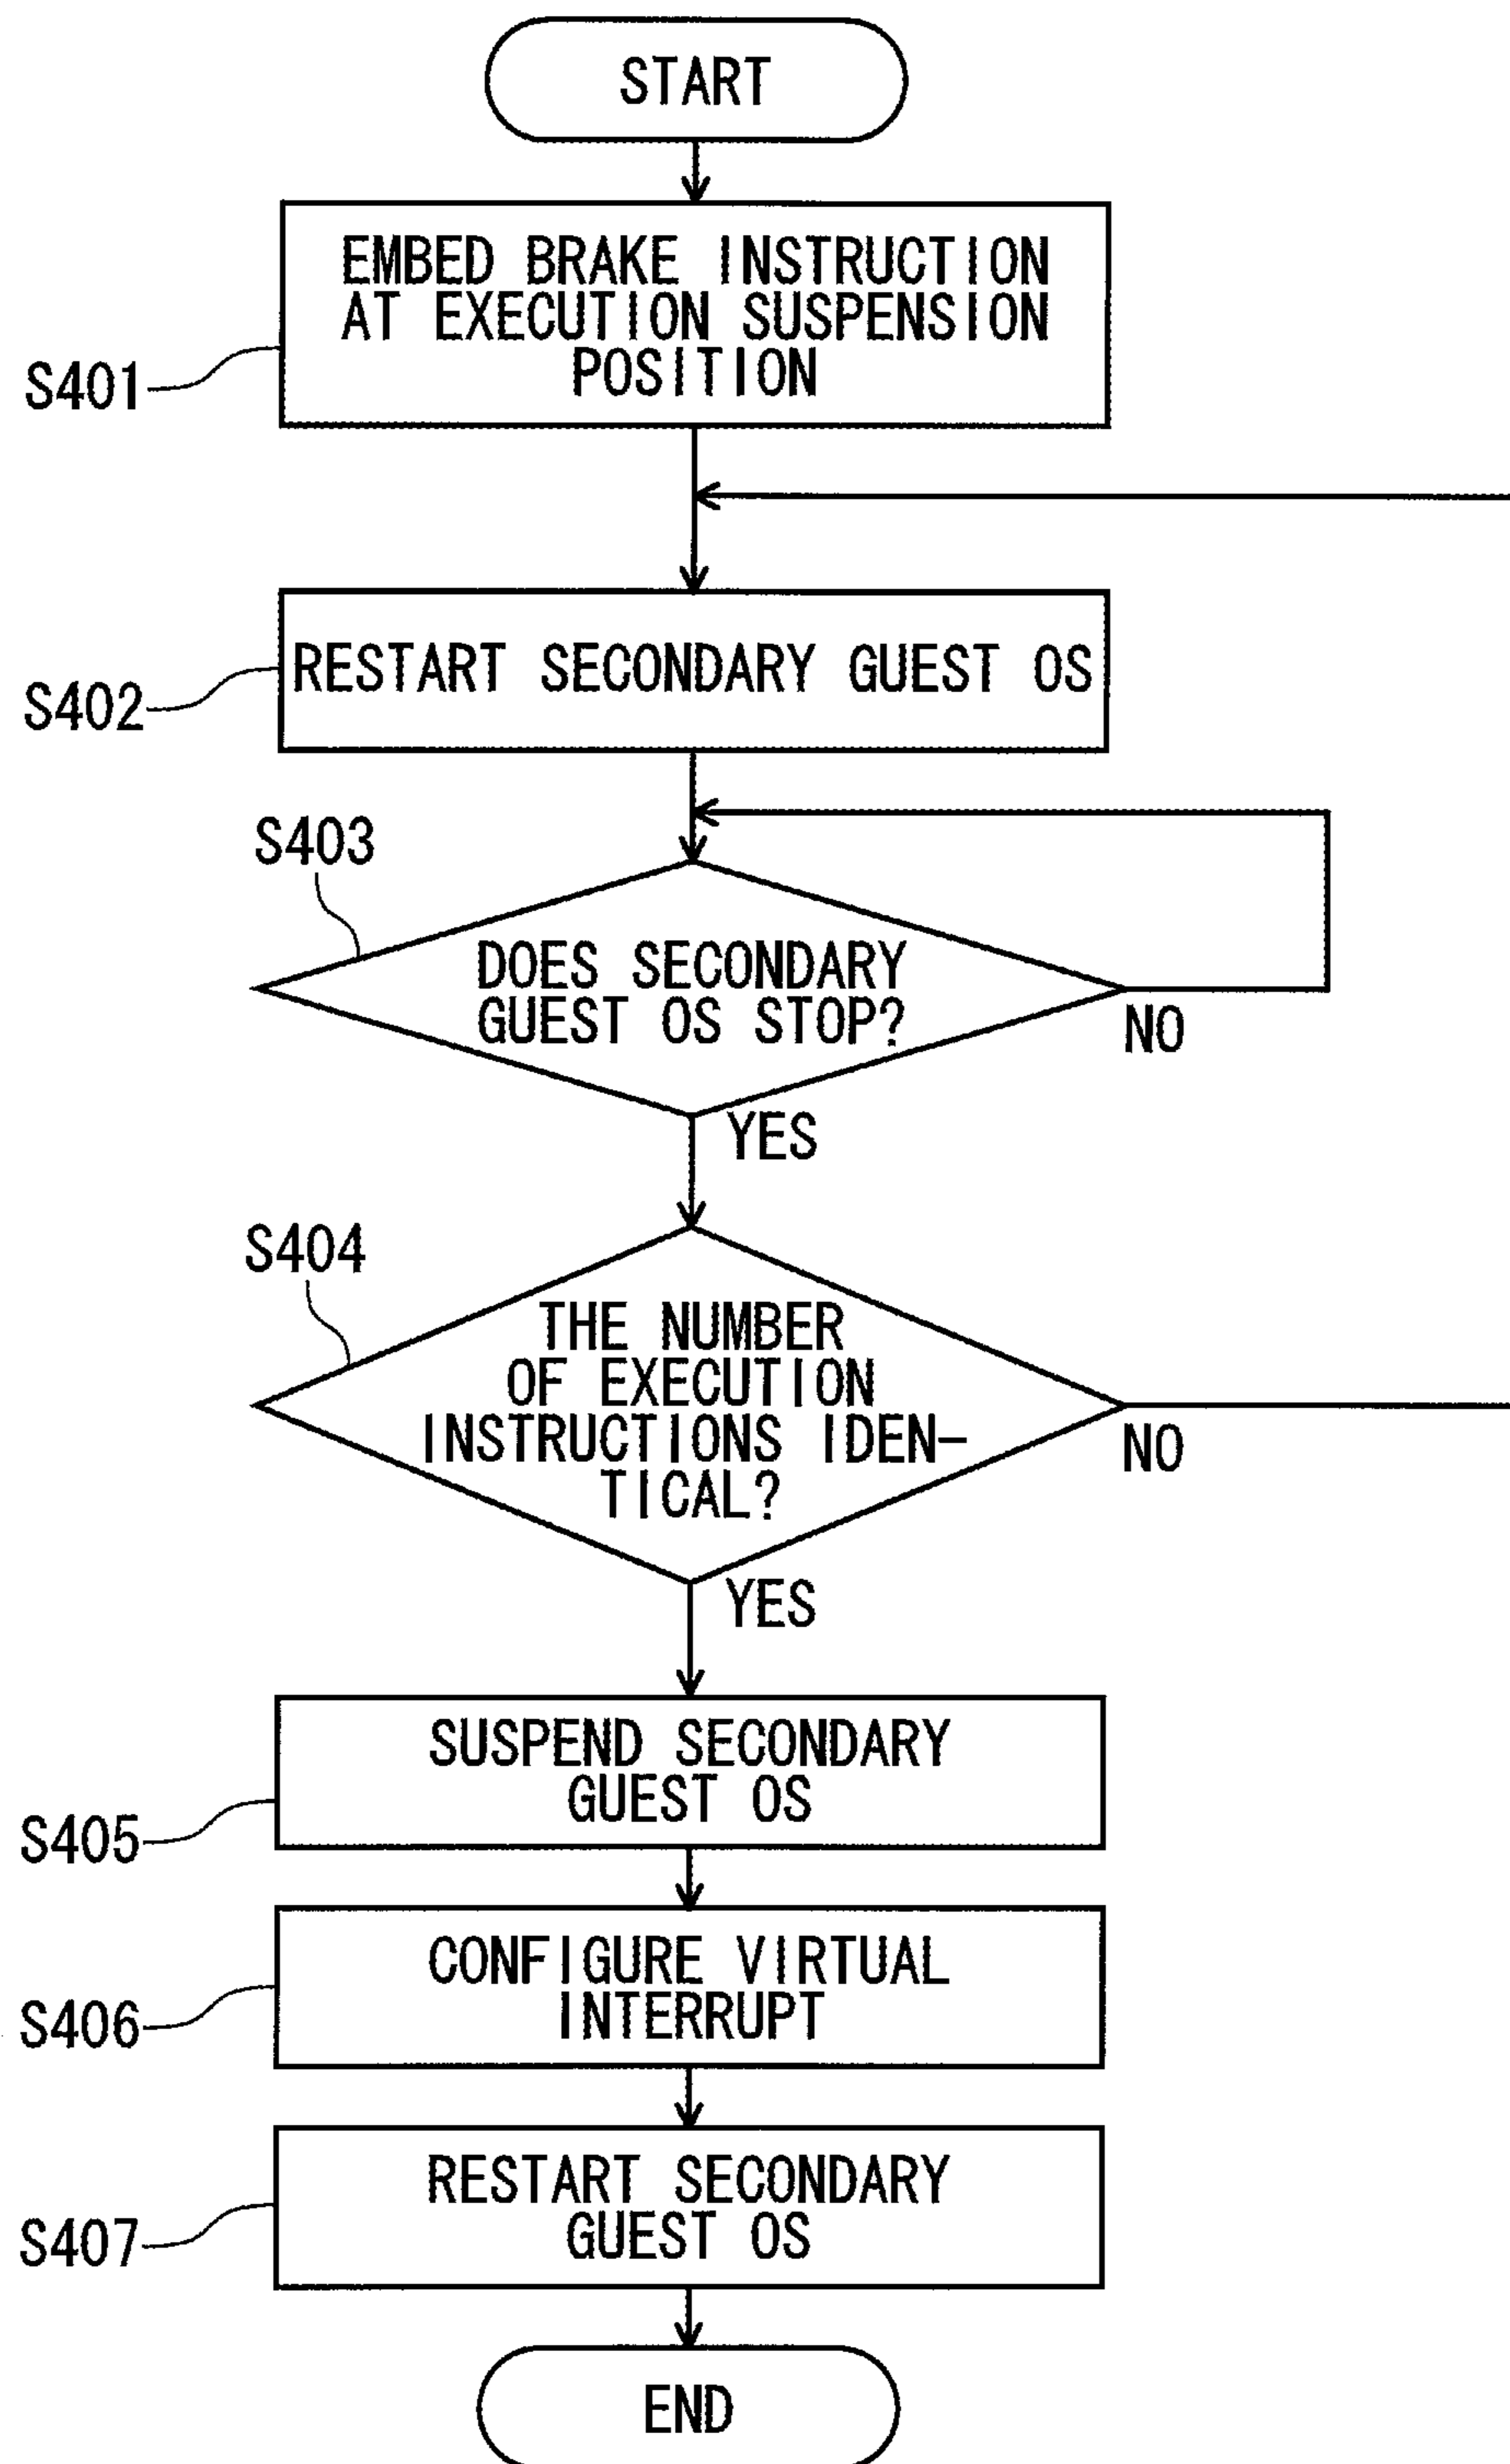 START
EMBED BRAKE INSTRUCTION
AT EXECUTION SUSPENSION
POSITION
S401
RESTART SECONDARY GUEST OS
S402
S403
DOES SECONDARY
GUEST OS STOP?
NO
YES
S404
THE NUMBER
OF EXECUTION
INSTRUCTIONS IDEN-
TICAL?
NO
YES
SUSPEND SECONDARY
GUEST OS
S405
CONFIGURE VIRTUAL
INTERRUPT
S406
RESTART SECONDARY
GUEST OS
S407
END